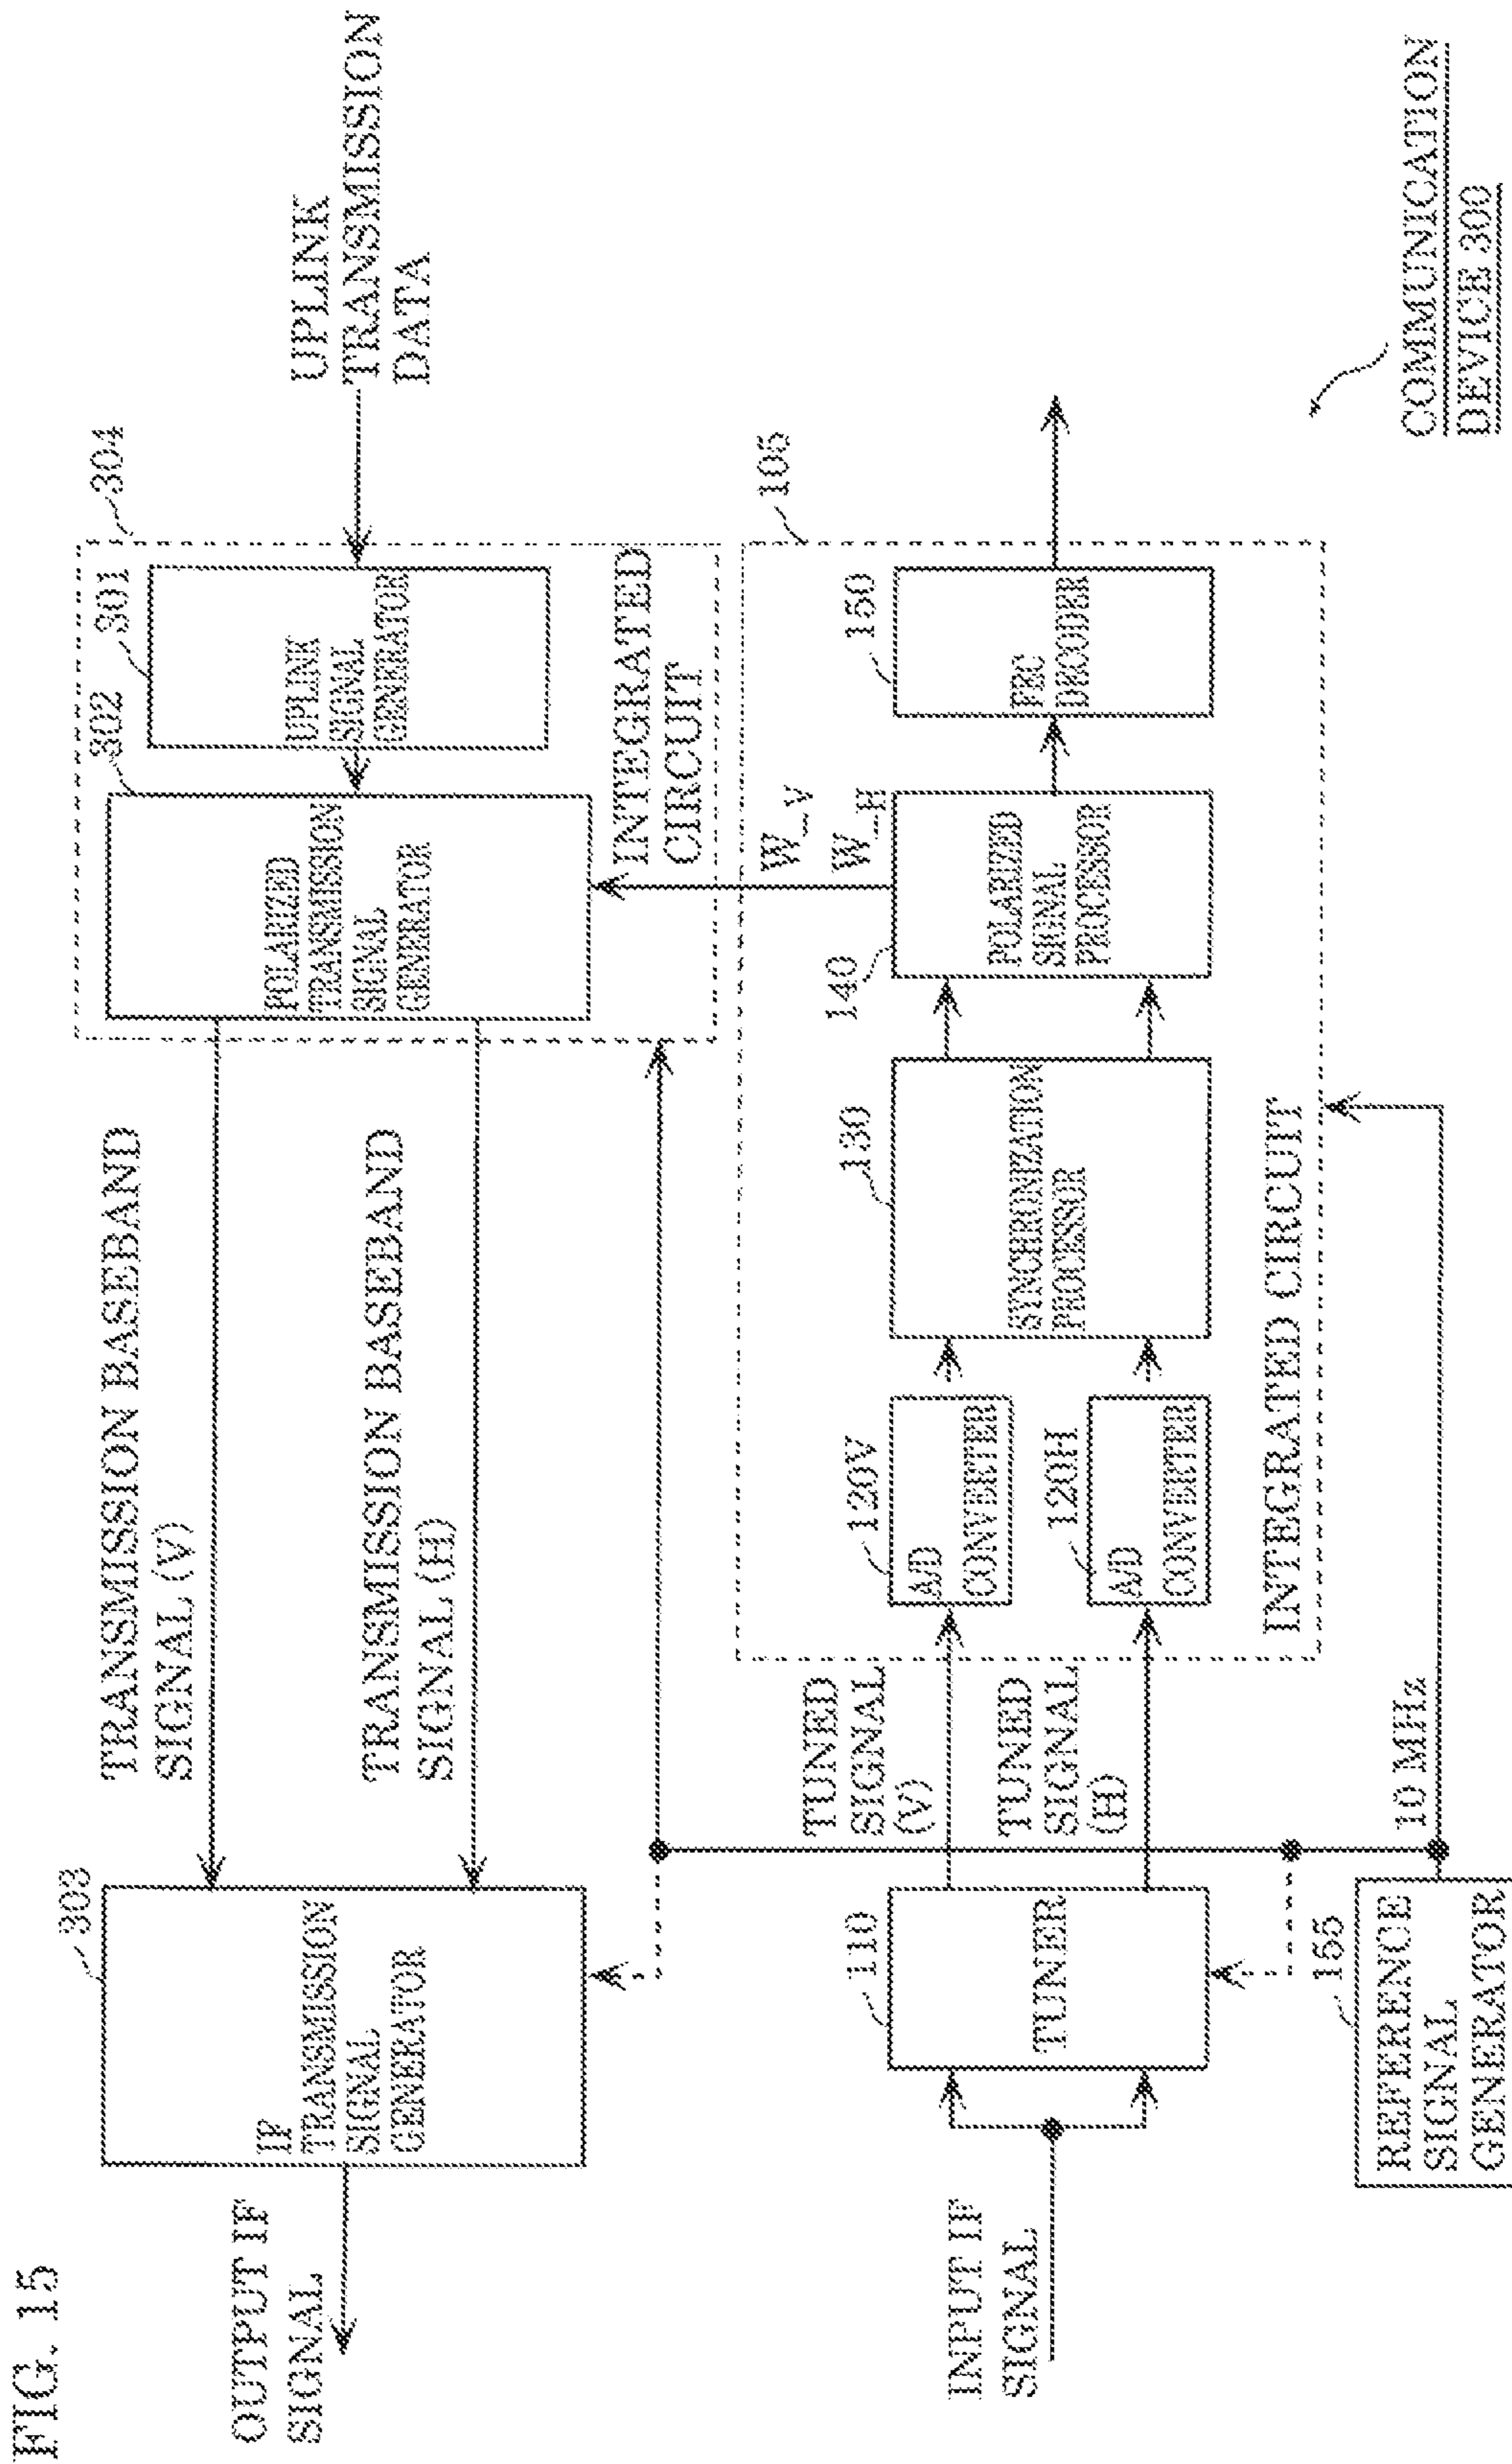 FIG. 15
OUTPUT IF
SIGNAL
303
IF
TRANSMISSION
SIGNAL
GENERATOR
TRANSMISSION BASEBAND
SIGNAL (V)
TRANSMISSION BASEBAND
SIGNAL (H)
302
POLARIZED
TRANSMISSION
SIGNAL
GENERATOR
301
UPLINK
SIGNAL
GENERATOR
304
INTEGRATED
CIRCUIT
UPLINK
TRANSMISSION
DATA
INPUT IF
SIGNAL
110
TUNER
TUNED
SIGNAL
(V)
TUNED
SIGNAL
(H)
120V
A/D
CONVERTER
120H
A/D
CONVERTER
130
SYNCHRONIZATION
PROCESSOR
140
POLARIZED
SIGNAL
PROCESSOR
W_V
W_H
150
FEC
DECODER
105
INTEGRATED CIRCUIT
155
REFERENCE
SIGNAL
GENERATOR
10 MHz
COMMUNICATION
DEVICE 300